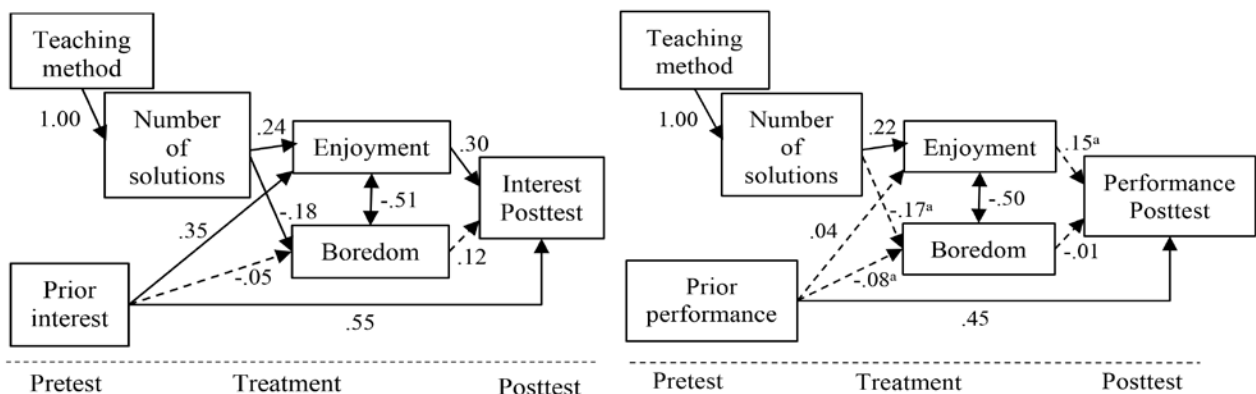 Teaching
method
1.00
Number
of
solutions
.24
Enjoyment
.30
-.18
-.51
Interest
Posttest
.35
Boredom
.12
-.05
Prior
interest
.55
Pretest
Treatment
Posttest
Teaching
method
1.00
Number
of
solutions
.22
Enjoyment
.15ᵃ
-.17ᵃ
-.50
Performance
Posttest
.04
Boredom
-.01
-.08ᵃ
Prior
performance
.45
Pretest
Treatment
Posttest